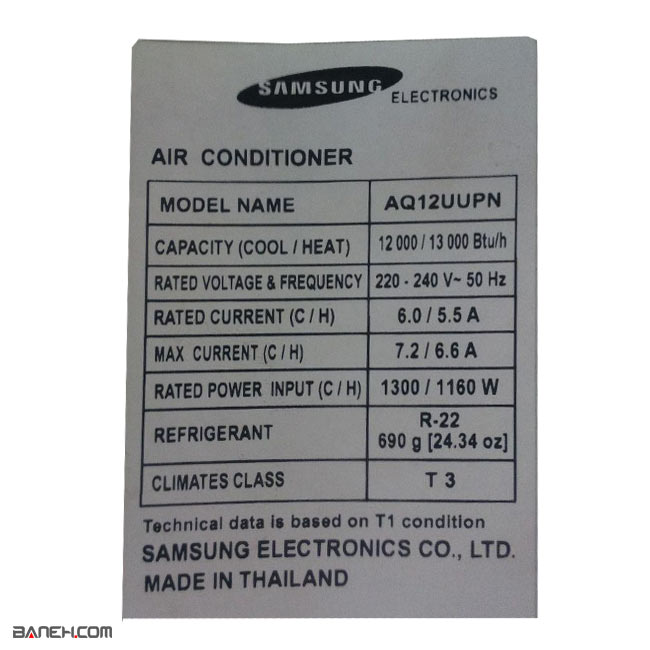 SAMSUNG ELECTRONICS
AIR CONDITIONER
MODEL NAME AQ12UUPN
CAPACITY (COOL / HEAT) 12 000 / 13 000 Btu/h
RATED VOLTAGE & FREQUENCY 220 - 240 V~ 50 Hz
RATED CURRENT (C / H) 6.0 / 5.5 A
MAX CURRENT (C / H) 7.2 / 6.6 A
RATED POWER INPUT (C / H) 1300 / 1160 W
REFRIGERANT R-22
690 g [24.34 oz]
CLIMATES CLASS T 3
Technical data is based on T1 condition
SAMSUNG ELECTRONICS CO., LTD.
MADE IN THAILAND
BANEH.COM